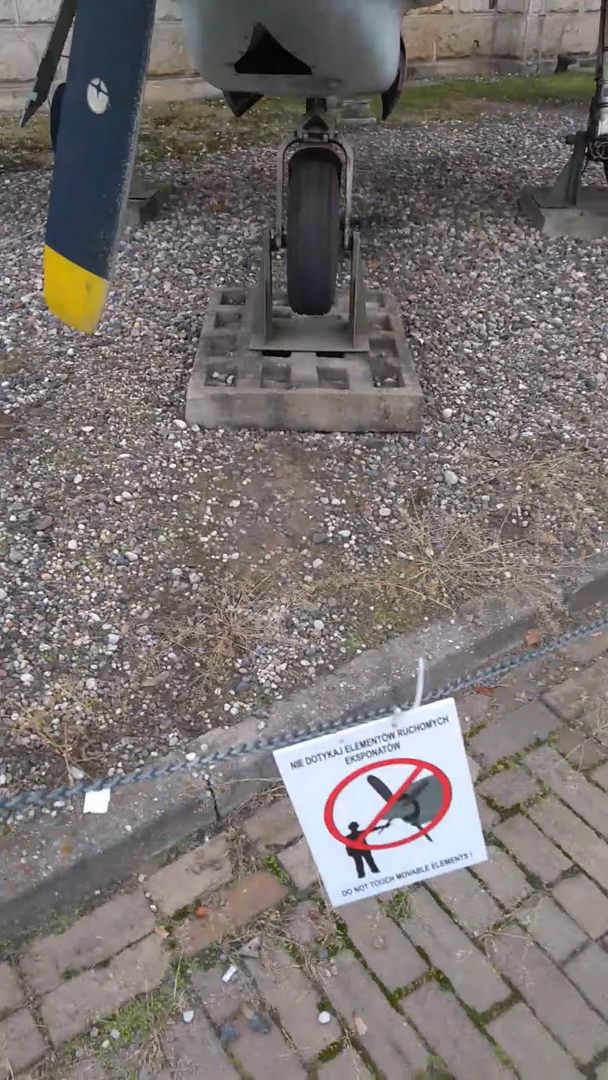 NIE DOTYKAJ ELEMENTÓW RUCHOMYCH
EKSPONATÓW
DO NOT TOUCH MOVABLE ELEMENTS !